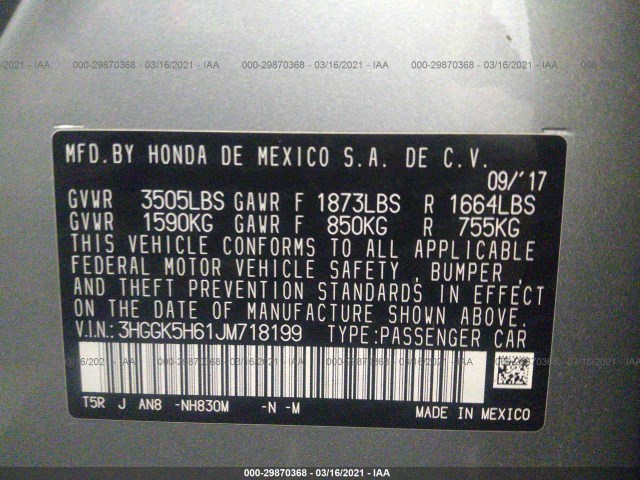 000-29870368 - 03/16/2021 - IAA 000-29870368 - 03/16/2021 - IAA 000-29870368 - 03/16/2021 - IAA
MFD.BY HONDA DE MEXICO S.A. DE C.V.
09/'17
GVWR 3505LBS GAWR F 1873LBS R 1664LBS
GVWR 1590KG GAWR F 850KG R 755KG
THIS VEHICLE CONFORMS TO ALL APPLICABLE
FEDERAL MOTOR VEHICLE SAFETY , BUMPER ,
AND THEFT PREVENTION STANDARDS IN EFFECT
ON THE DATE OF MANUFACTURE SHOWN ABOVE.
V.I.N.: 3HGGK5H61JM718199 TYPE:PASSENGER CAR
000-29870368 - 03/16/2021 - IAA
T5R J AN8 -NH830M -N -M
MADE IN MEXICO
000-29870368 - 03/16/2021 - IAA